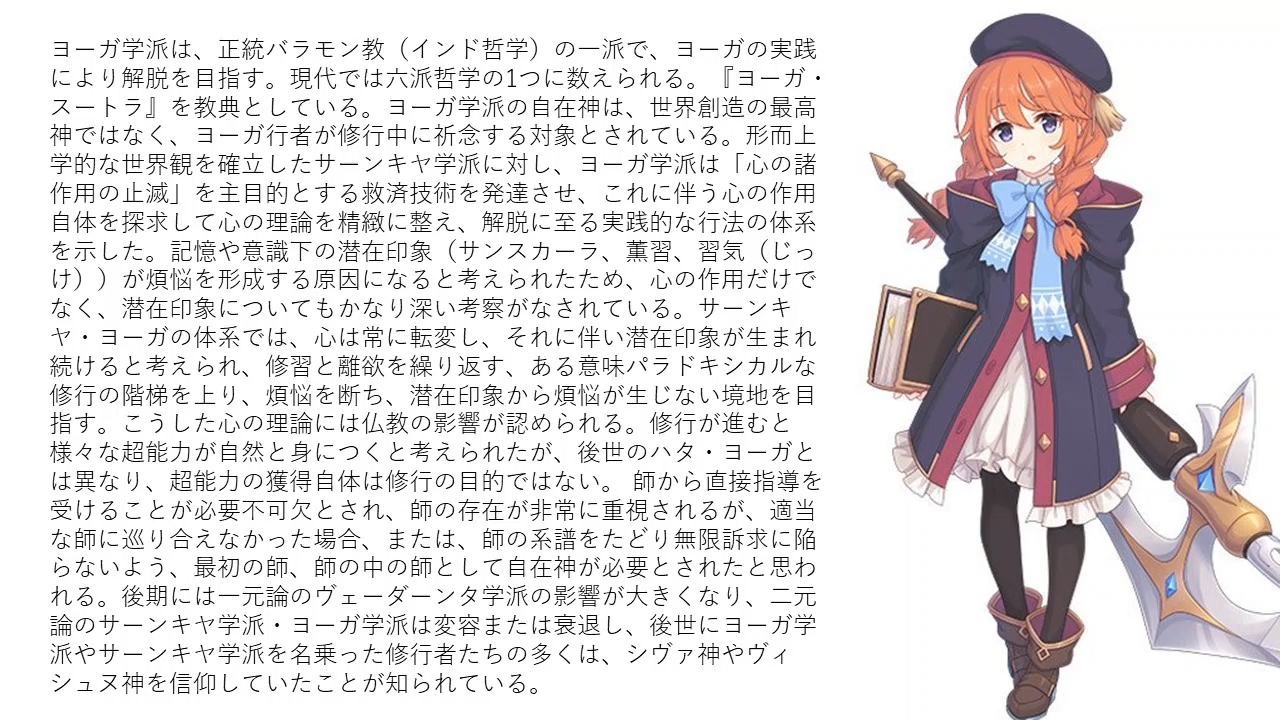 ヨーガ学派は、正統バラモン教（インド哲学）の一派で、ヨーガの実践
により解脱を目指す。現代では六派哲学の1つに数えられる。『ヨーガ・
スートラ』を教典としている。ヨーガ学派の自在神は、世界創造の最高
神ではなく、ヨーガ行者が修行中に祈念する対象とされている。形而上
学的な世界観を確立したサーンキヤ学派に対し、ヨーガ学派は「心の諸
作用の止滅」を主目的とする救済技術を発達させ、これに伴う心の作用
自体を探求して心の理論を精緻に整え、解脱に至る実践的な行法の体系
を示した。記憶や意識下の潜在印象（サンスカーラ、薫習、習気（じっ
け））が煩悩を形成する原因になると考えられたため、心の作用だけで
なく、潜在印象についてもかなり深い考察がなされている。サーンキ
ヤ・ヨーガの体系では、心は常に転変し、それに伴い潜在印象が生まれ
続けると考えられ、修習と離欲を繰り返す、ある意味パラドキシカルな
修行の階梯を上り、煩悩を断ち、潜在印象から煩悩が生じない境地を目
指す。こうした心の理論には仏教の影響が認められる。修行が進むと
様々な超能力が自然と身につくと考えられたが、後世のハタ・ヨーガと
は異なり、超能力の獲得自体は修行の目的ではない。 師から直接指導を
受けることが必要不可欠とされ、師の存在が非常に重視されるが、適当
な師に巡り合えなかった場合、または、師の系譜をたどり無限訴求に陥
らないよう、最初の師、師の中の師として自在神が必要とされたと思わ
れる。後期には一元論のヴェーダーンタ学派の影響が大きくなり、二元
論のサーンキヤ学派・ヨーガ学派は変容または衰退し、後世にヨーガ学
派やサーンキヤ学派を名乗った修行者たちの多くは、シヴァ神やヴィ
シュヌ神を信仰していたことが知られている。